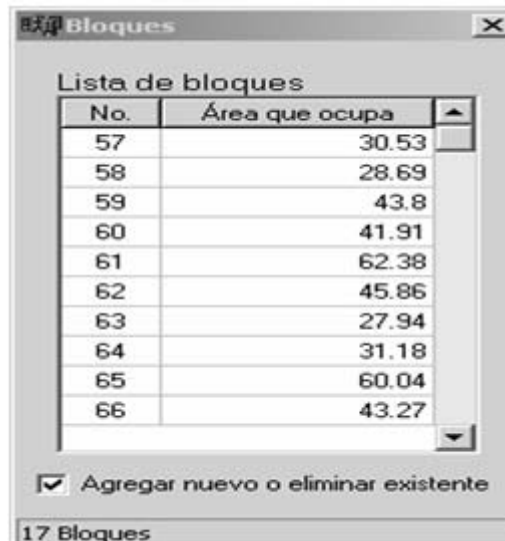 Bloques
Lista de bloques
No. Área que ocupa
57 30.53
58 28.69
59 43.8
60 41.91
61 62.38
62 45.86
63 27.94
64 31.18
65 60.04
66 43.27
Agregar nuevo o eliminar existente
17 Bloques